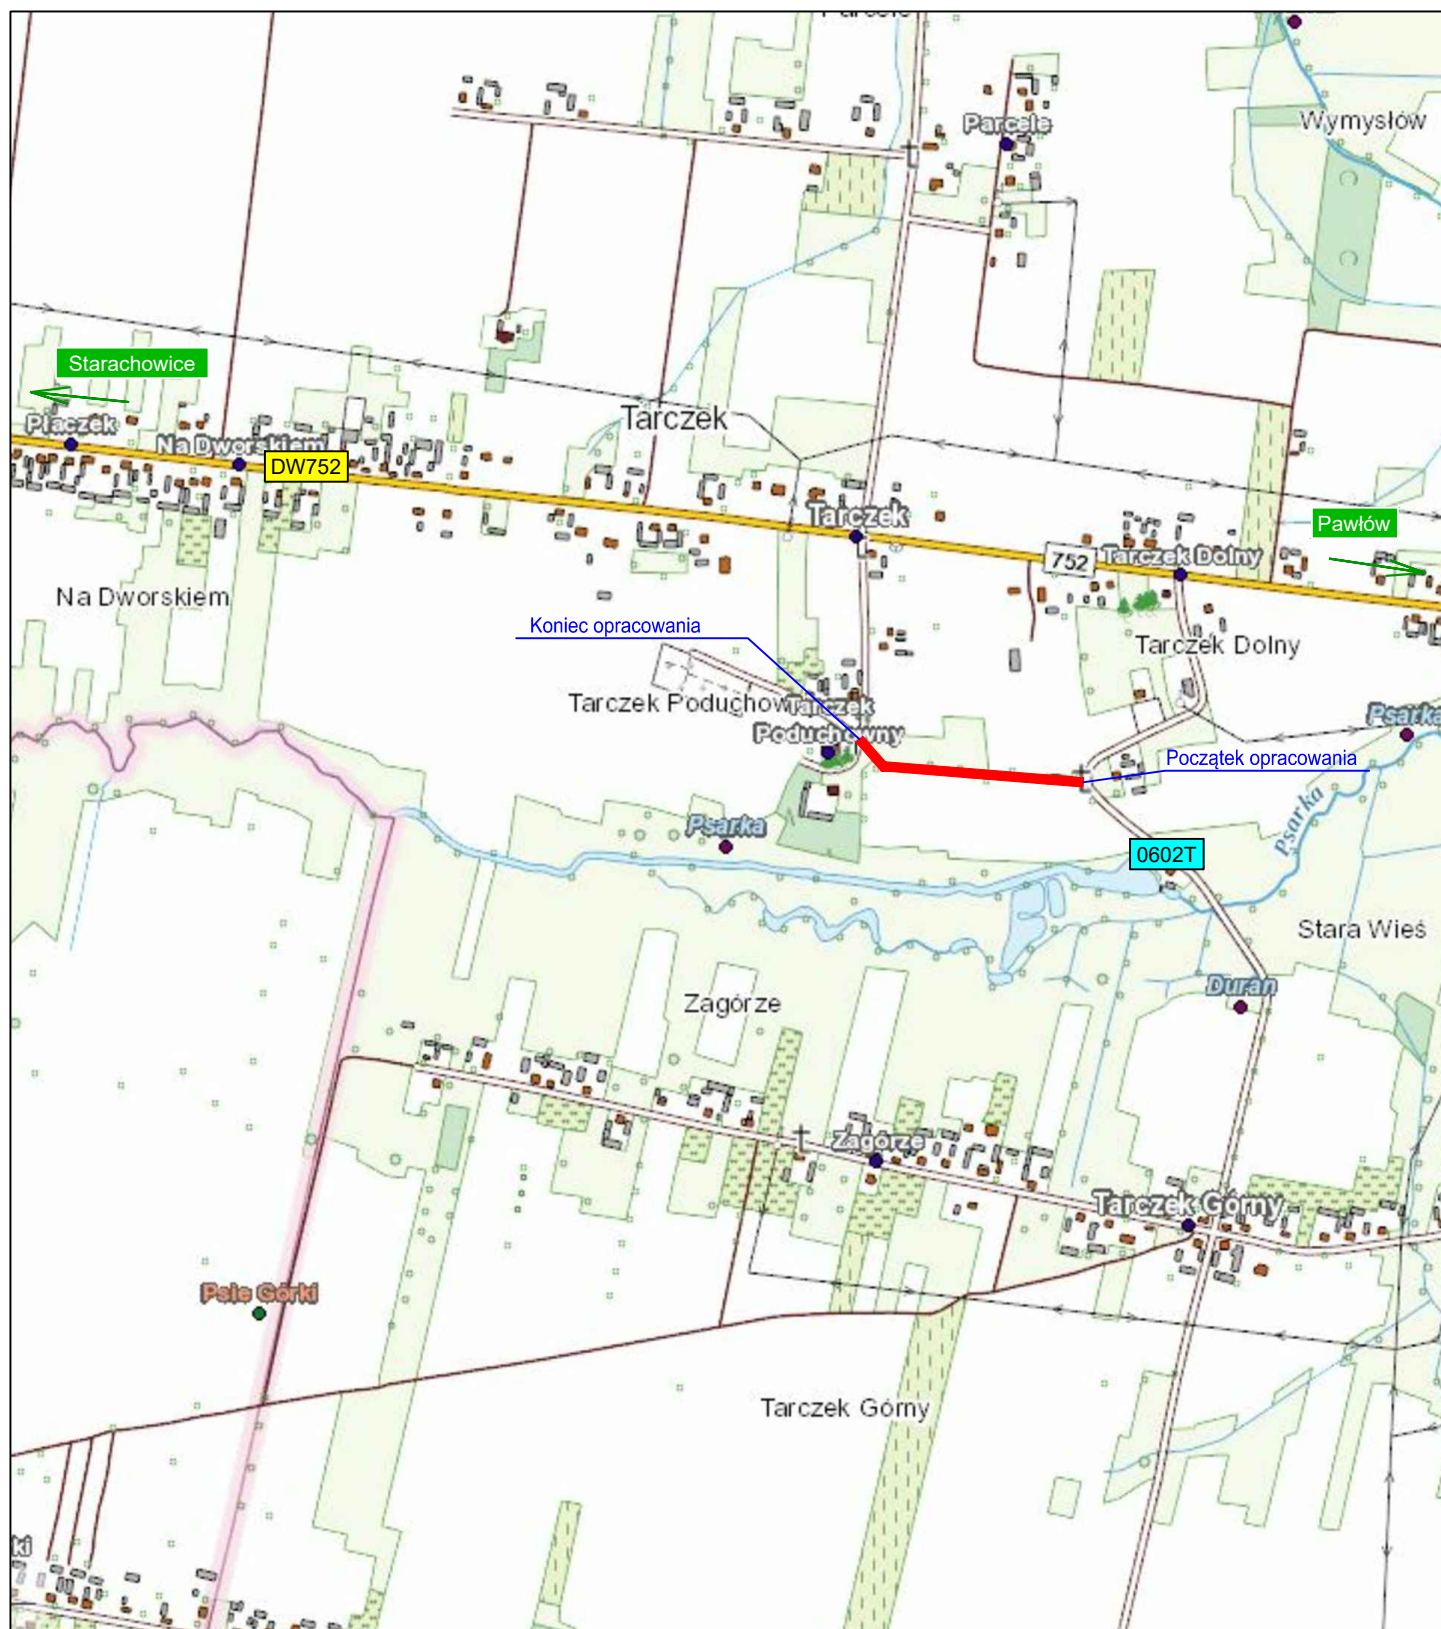 Parcele
Parcele
Wymysłów
Starachowice
Tarczek
Płaczek
Na Dworskiem
DW752
Tarczek
Pawłów
752
Tarczek Dolny
Na Dworskiem
Koniec opracowania
Tarczek Dolny
Tarczek Poduchowny
Tarczek
Poduchowny
Psarka
Początek opracowania
Psarka
Psarka
0602T
Stara Wieś
Duran
Zagórze
Zagórze
Tarczek Górny
Psie Górki
Tarczek Górny
ki